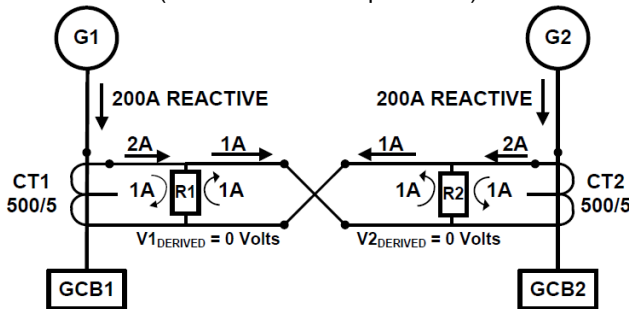 G1
G2
200A REACTIVE
200A REACTIVE
2A
1A
1A
2A
CT1
500/5
1A
R1
1A
1A
R2
1A
CT2
500/5
V1DERIVED = 0 Volts
V2DERIVED = 0 Volts
GCB1
GCB2